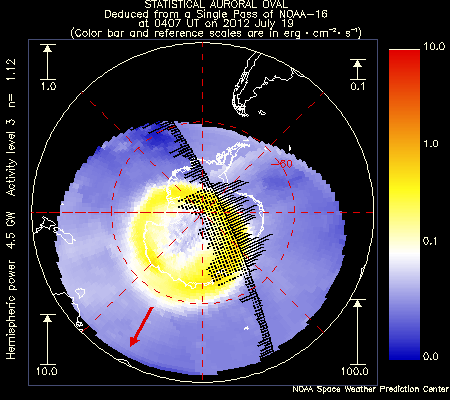 STATISTICAL AURORAL OVAL
Deduced from a Single Pass of NOAA-16
at 0407 UT on 2012 July 19
(Color bar and reference scales are in erg · cm⁻² · s⁻¹)
10.0
1.0
0.1
1.0
Hemispheric power 4.5 GW Activity level 3 n= 1.12
-50
0.1
10.0
100.0
0.0
NOAA Space Weather Prediction Center